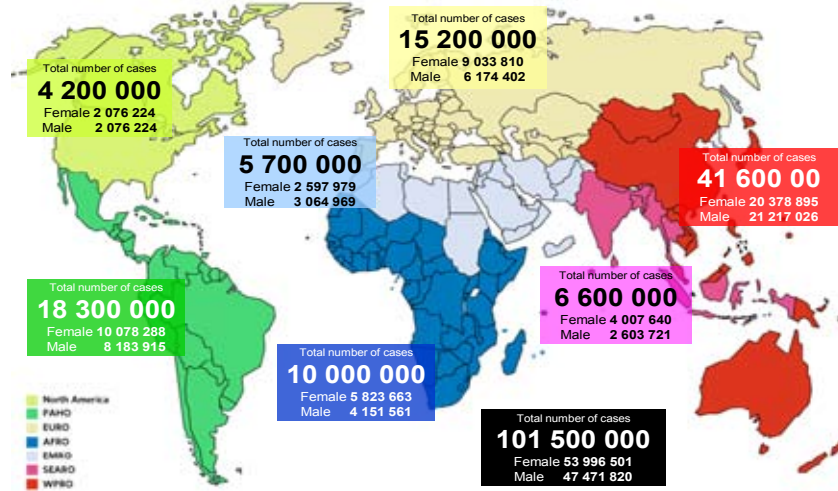 Total number of cases
15 200 000
Female 9 033 810
Male 6 174 402
Total number of cases
4 200 000
Female 2 076 224
Male 2 076 224
Total number of cases
5 700 000
Female 2 597 979
Male 3 064 969
Total number of cases
41 600 00
Female 20 378 895
Male 21 217 026
Total number of cases
18 300 000
Female 10 078 288
Male 8 183 915
Total number of cases
6 600 000
Female 4 007 640
Male 2 603 721
Total number of cases
10 000 000
Female 5 823 663
Male 4 151 561
Total number of cases
101 500 000
Female 53 996 501
Male 47 471 820
North America
PAHO
EURO
AFRO
EMRO
SEARO
WPRO